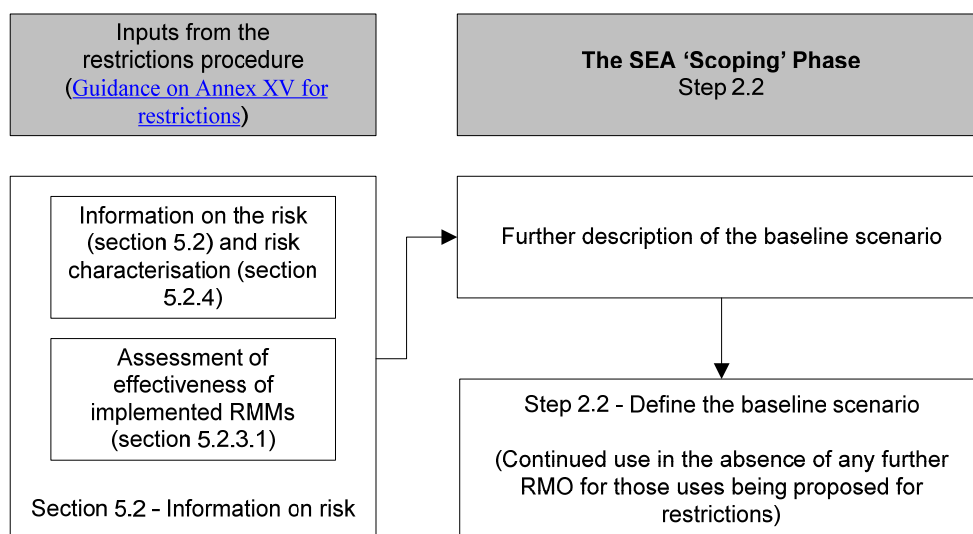 Inputs from the
restrictions procedure
(Guidance on Annex XV for
restrictions)
The SEA ‘Scoping’ Phase
Step 2.2
Information on the risk
(section 5.2) and risk
characterisation (section
5.2.4)
Assessment of
effectiveness of
implemented RMMs
(section 5.2.3.1)
Section 5.2 - Information on risk
Further description of the baseline scenario
Step 2.2 - Define the baseline scenario
(Continued use in the absence of any further
RMO for those uses being proposed for
restrictions)